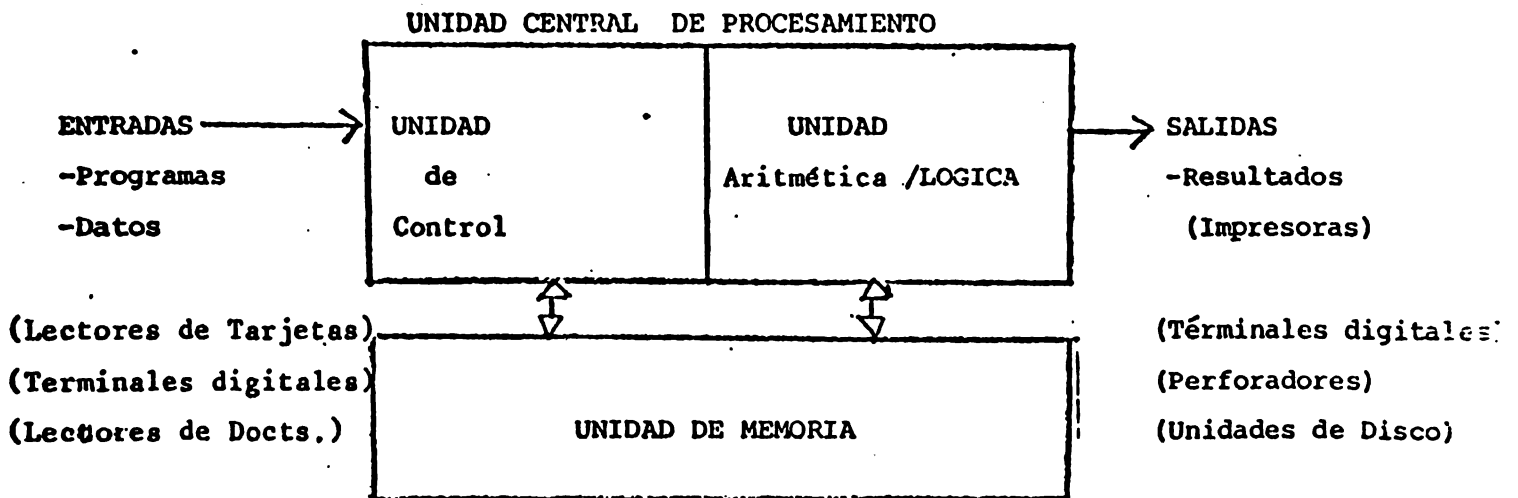 UNIDAD CENTRAL DE PROCESAMIENTO
ENTRADAS
-Programas
-Datos
(Lectores de Tarjetas)
(Terminales digitales)
(Lectores de Docts.)
UNIDAD
de
Control
UNIDAD
Aritmética /LOGICA
UNIDAD DE MEMORIA
SALIDAS
-Resultados
(Impresoras)
(Términales digitales)
(Perforadores)
(Unidades de Disco)